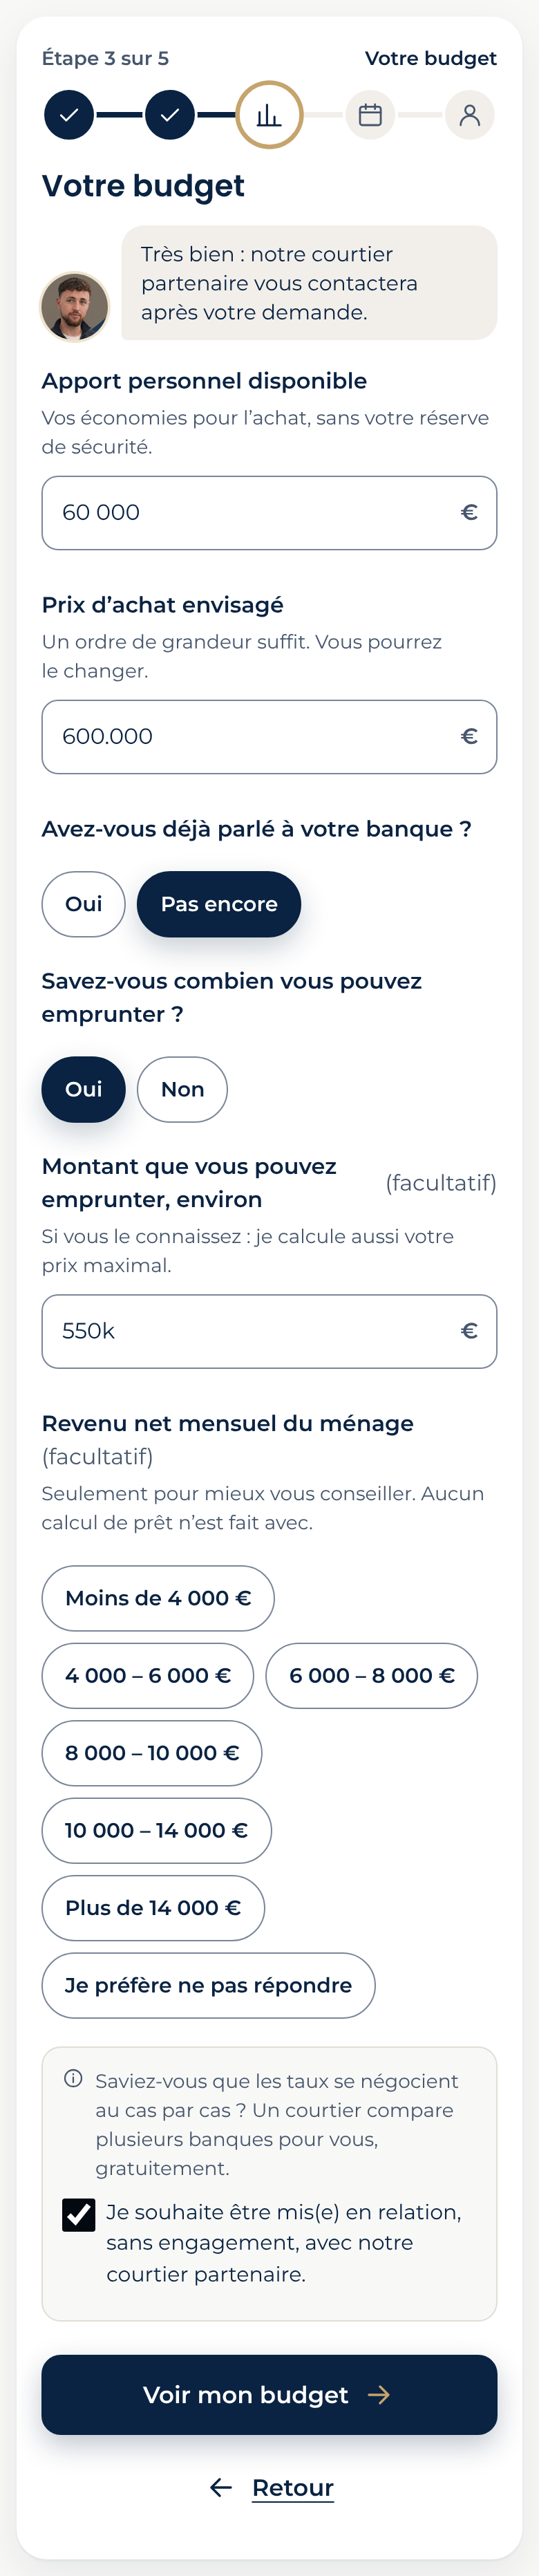 Étape 3 sur 5
Votre budget
Votre budget
Très bien : notre courtier
partenaire vous contactera
après votre demande.
Apport personnel disponible
Vos économies pour l’achat, sans votre réserve
de sécurité.
60 000 €
Prix d’achat envisagé
Un ordre de grandeur suffit. Vous pourrez
le changer.
600.000 €
Avez-vous déjà parlé à votre banque ?
Oui
Pas encore
Savez-vous combien vous pouvez
emprunter ?
Oui
Non
Montant que vous pouvez
emprunter, environ
(facultatif)
Si vous le connaissez : je calcule aussi votre
prix maximal.
550k €
Revenu net mensuel du ménage
(facultatif)
Seulement pour mieux vous conseiller. Aucun
calcul de prêt n’est fait avec.
Moins de 4 000 €
4 000 – 6 000 €
6 000 – 8 000 €
8 000 – 10 000 €
10 000 – 14 000 €
Plus de 14 000 €
Je préfère ne pas répondre
Saviez-vous que les taux se négocient
au cas par cas ? Un courtier compare
plusieurs banques pour vous,
gratuitement.
Je souhaite être mis(e) en relation,
sans engagement, avec notre
courtier partenaire.
Voir mon budget →
← Retour